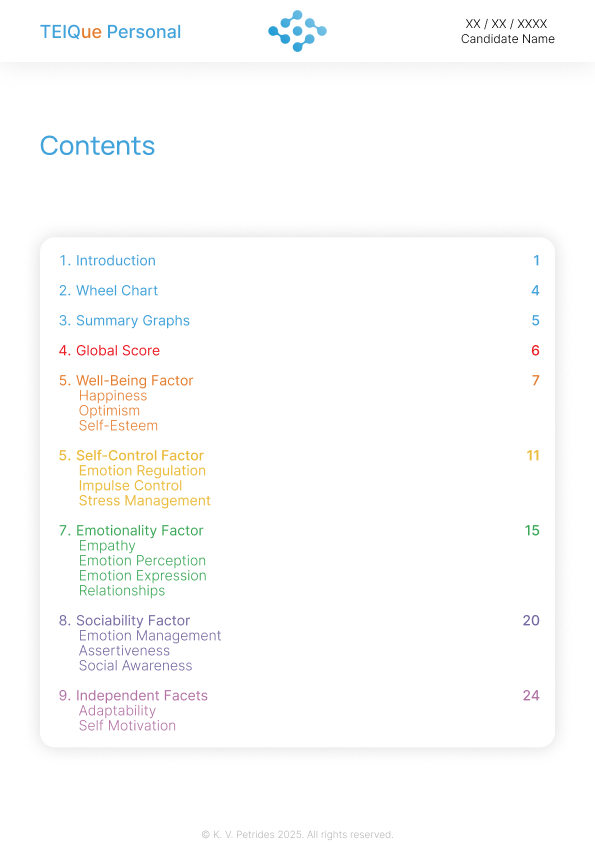 TEIQue Personal
XX / XX / XXXX
Candidate Name
Contents
1. Introduction 1
2. Wheel Chart 4
3. Summary Graphs 5
4. Global Score 6
5. Well-Being Factor 7
Happiness
Optimism
Self-Esteem
5. Self-Control Factor 11
Emotion Regulation
Impulse Control
Stress Management
7. Emotionality Factor 15
Empathy
Emotion Perception
Emotion Expression
Relationships
8. Sociability Factor 20
Emotion Management
Assertiveness
Social Awareness
9. Independent Facets 24
Adaptability
Self Motivation
© K. V. Petrides 2025. All rights reserved.